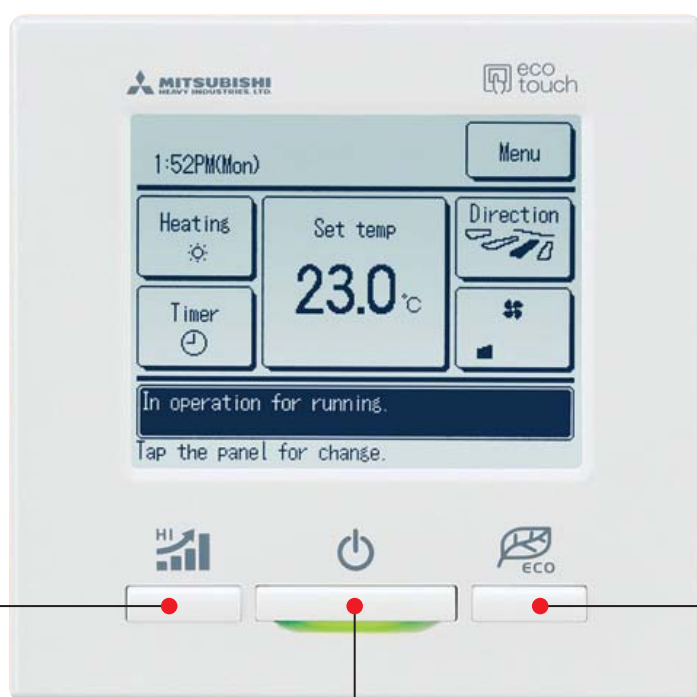 MITSUBISHI
HEAVY INDUSTRIES, LTD.
eco
touch
1:52PM(Mon)
Menu
Heating
Set temp
Direction
23.0 °C
Timer
In operation for running.
Tap the panel for change.
HI
ECO